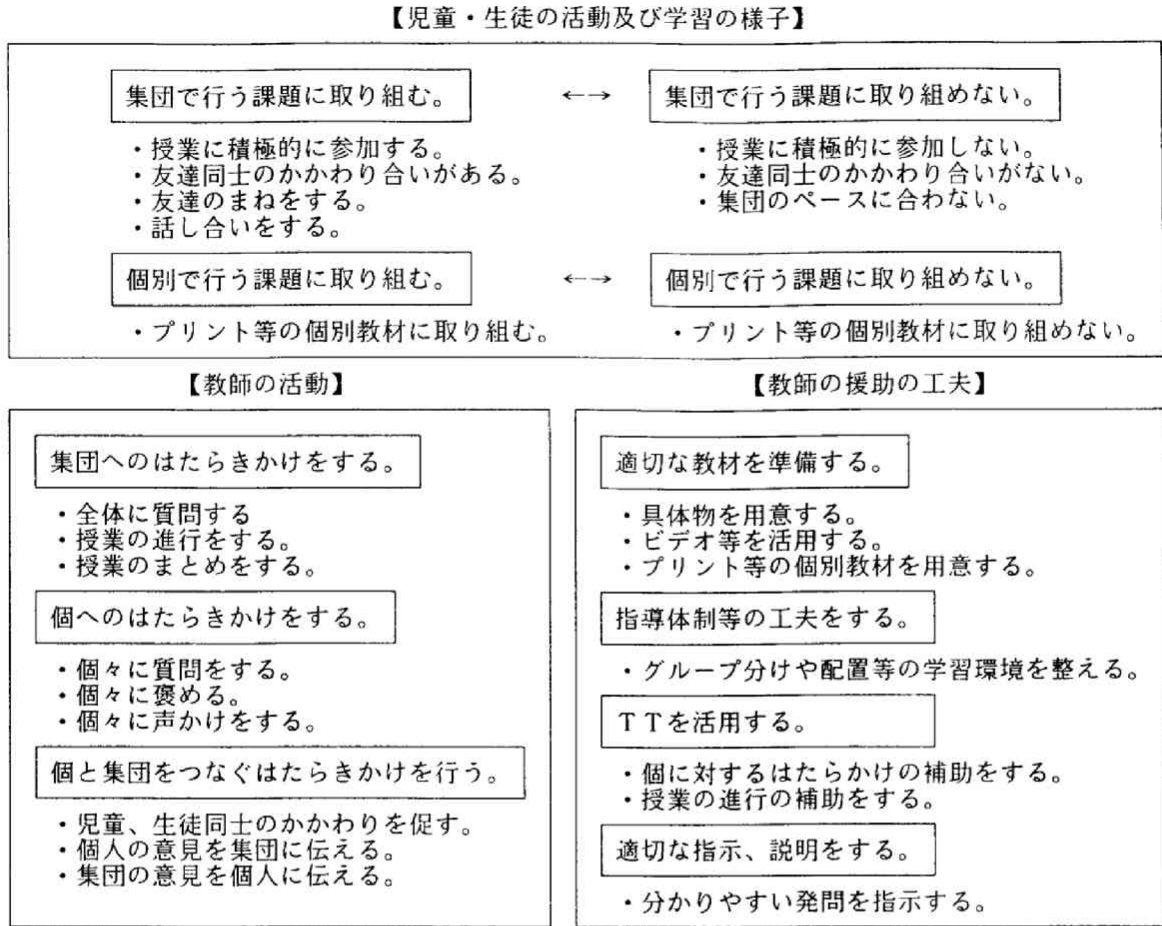 【児童・生徒の活動及び学習の様子】
集団で行う課題に取り組む。 ←→ 集団で行う課題に取り組めない。
・授業に積極的に参加する。 ・授業に積極的に参加しない。
・友達同士のかかわり合いがある。 ・友達同士のかかわり合いがない。
・友達のまねをする。 ・集団のペースに合わない。
・話し合いをする。
個別で行う課題に取り組む。 ←→ 個別で行う課題に取り組めない。
・プリント等の個別教材に取り組む。 ・プリント等の個別教材に取り組めない。
【教師の活動】
集団へのはたらきかけをする。
・全体に質問する
・授業の進行をする。
・授業のまとめをする。
個へのはたらきかけをする。
・個々に質問をする。
・個々に褒める。
・個々に声かけをする。
個と集団をつなぐはたらきかけを行う。
・児童、生徒同士のかかわりを促す。
・個人の意見を集団に伝える。
・集団の意見を個人に伝える。
【教師の援助の工夫】
適切な教材を準備する。
・具体物を用意する。
・ビデオ等を活用する。
・プリント等の個別教材を用意する。
指導体制等の工夫をする。
・グループ分けや配置等の学習環境を整える。
TTを活用する。
・個に対するはたらかけの補助をする。
・授業の進行の補助をする。
適切な指示、説明をする。
・分かりやすい発問を指示する。